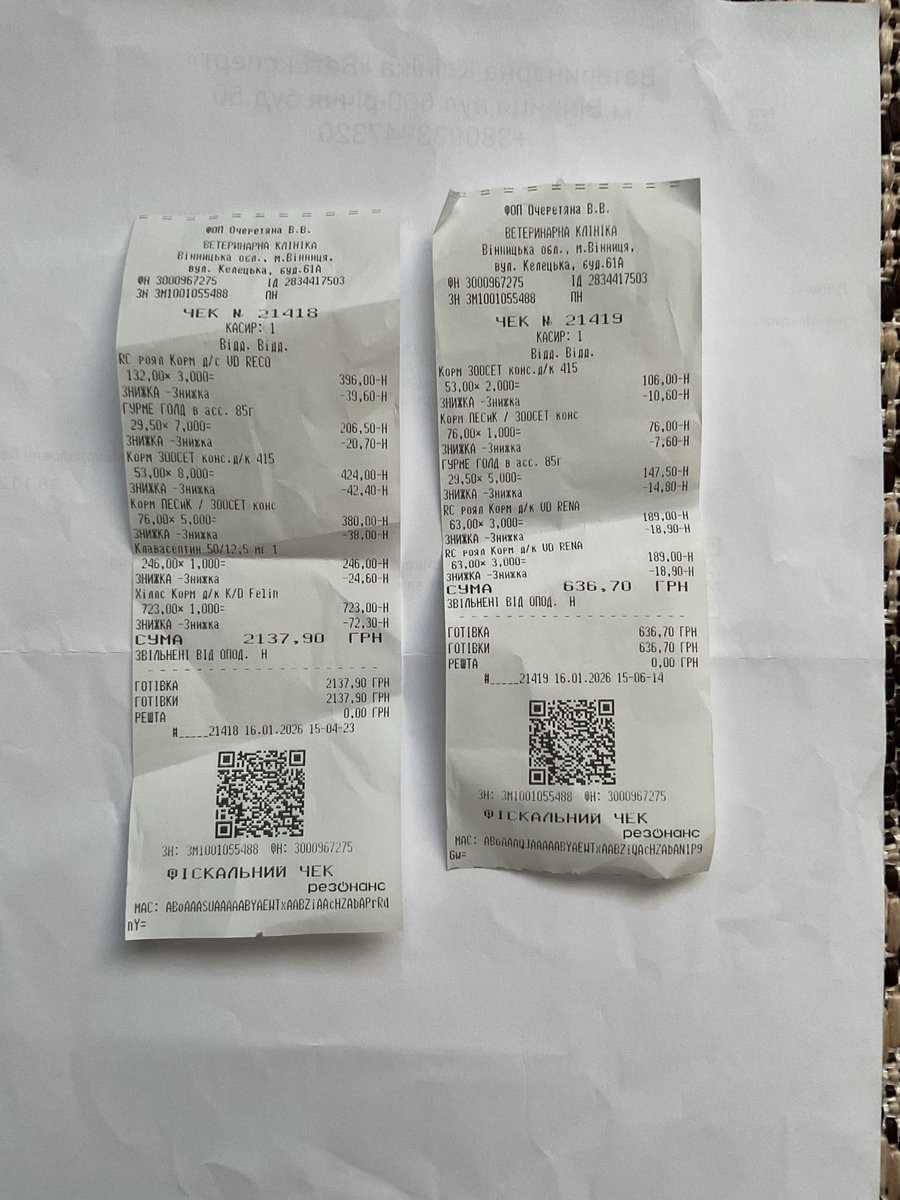 ФОП Очеретяна В.В.
ВЕТЕРИНАРНА КЛІНІКА
Вінницька обл., м.Вінниця,
вул. Келецька, буд.61А
ФН 3000967275 ІД 2834417503
ЗН ЗМ1001055488 ПН
ЧЕК № 21418
КАСИР: 1
Відд. Відд.
RC роял Корм д/с VD RECO
132,00× 3,000= 396,00-Н
ЗНИЖКА -Знижка -39,60-Н
ГУРМЕ ГОЛД в асс. 85г
29,50× 7,000= 206,50-Н
ЗНИЖКА -Знижка -20,70-Н
Корм ЗООСЕТ конс.д/к 415
53,00× 8,000= 424,00-Н
ЗНИЖКА -Знижка -42,40-Н
Корм ПЕСиК / ЗООСЕТ конс
76,00× 5,000= 380,00-Н
ЗНИЖКА -Знижка -38,00-Н
Клавасептин 50/12,5 мг 1
246,00× 1,000= 246,00-Н
ЗНИЖКА -Знижка -24,60-Н
Хіллс Корм д/к K/D Felin
723,00× 1,000= 723,00-Н
ЗНИЖКА -Знижка -72,30-Н
СУМА 2137,90 ГРН
ЗВІЛЬНЕНІ ВІД ОПОД. Н
ГОТІВКА 2137,90 ГРН
ГОТІВКИ 2137,90 ГРН
РЕШТА 0,00 ГРН
#_____21418 16.01.2026 15-04-23
ЗН: ЗМ1001055488 ФН: 3000967275
ФІСКАЛЬНИЙ ЧЕК
резонанс
MAC: ABoAAASUAAAAABYAEWTxAABZiAAcHZAbAPrRd
nY=
ФОП Очеретяна В.В.
ВЕТЕРИНАРНА КЛІНІКА
Вінницька обл., м.Вінниця,
вул. Келецька, буд.61А
ФН 3000967275 ІД 2834417503
ЗН ЗМ1001055488 ПН
ЧЕК № 21419
КАСИР: 1
Відд. Відд.
Корм ЗООСЕТ конс.д/к 415
53,00× 2,000= 106,00-Н
ЗНИЖКА -Знижка -10,60-Н
Корм ПЕСиК / ЗООСЕТ конс
76,00× 1,000= 76,00-Н
ЗНИЖКА -Знижка -7,60-Н
ГУРМЕ ГОЛД в асс. 85г
29,50× 5,000= 147,50-Н
ЗНИЖКА -Знижка -14,80-Н
RC роял Корм д/к VD RENA
63,00× 3,000= 189,00-Н
ЗНИЖКА -Знижка -18,90-Н
RC роял Корм д/к VD RENA
63,00× 3,000= 189,00-Н
ЗНИЖКА -Знижка -18,90-Н
СУМА 636,70 ГРН
ЗВІЛЬНЕНІ ВІД ОПОД. Н
ГОТІВКА 636,70 ГРН
ГОТІВКИ 636,70 ГРН
РЕШТА 0,00 ГРН
#_____21419 16.01.2026 15-06-14
ЗН: ЗМ1001055488 ФН: 3000967275
ФІСКАЛЬНИЙ ЧЕК
резонанс
MAC: ABoAAAQJAAAAABYAEWTxAABZiQAcHZAbAN1P9
Gw=